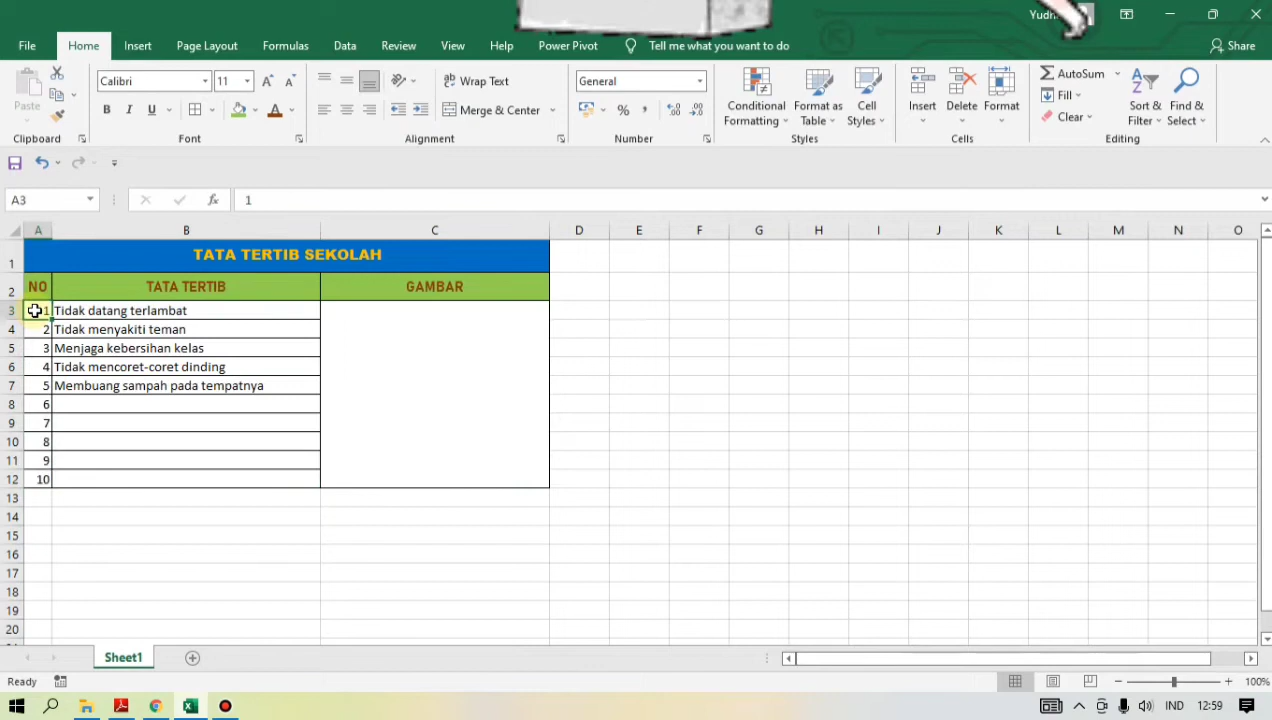 Yudh
File Home Insert Page Layout Formulas Data Review View Help Power Pivot Tell me what you want to do Share
Paste Calibri 11 Wrap Text General Conditional Formatting Format as Table Cell Styles Insert Delete Format AutoSum Sort & Filter Find & Select
B I U Merge & Center % , Fill
Clear
Clipboard Font Alignment Number Styles Cells Editing
A3 fx 1
A B C D E F G H I J K L M N O
1 TATA TERTIB SEKOLAH
2 NO TATA TERTIB GAMBAR
3 1 Tidak datang terlambat
4 2 Tidak menyakiti teman
5 3 Menjaga kebersihan kelas
6 4 Tidak mencoret-coret dinding
7 5 Membuang sampah pada tempatnya
8 6
9 7
10 8
11 9
12 10
13
14
15
16
17
18
19
20
Sheet1
Ready 100%
IND 12:59